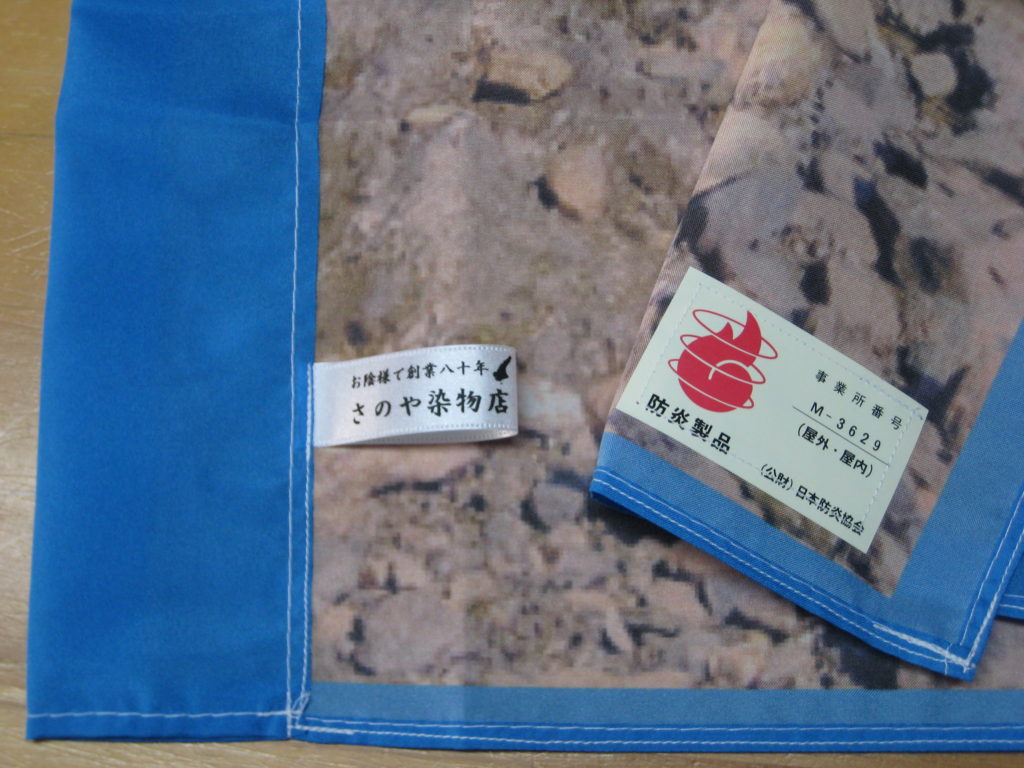 お陰様で創業八十年
さのや染物店
防炎製品
事業所番号
M-3629
(屋外・屋内)
(公財)日本防炎協会